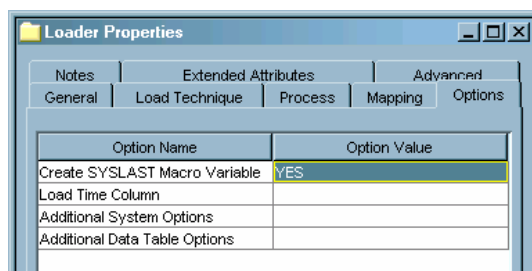 Loader Properties
Notes Extended Attributes Advanced
General Load Technique Process Mapping Options
Option Name Option Value
Create SYSLAST Macro Variable YES
Load Time Column
Additional System Options
Additional Data Table Options